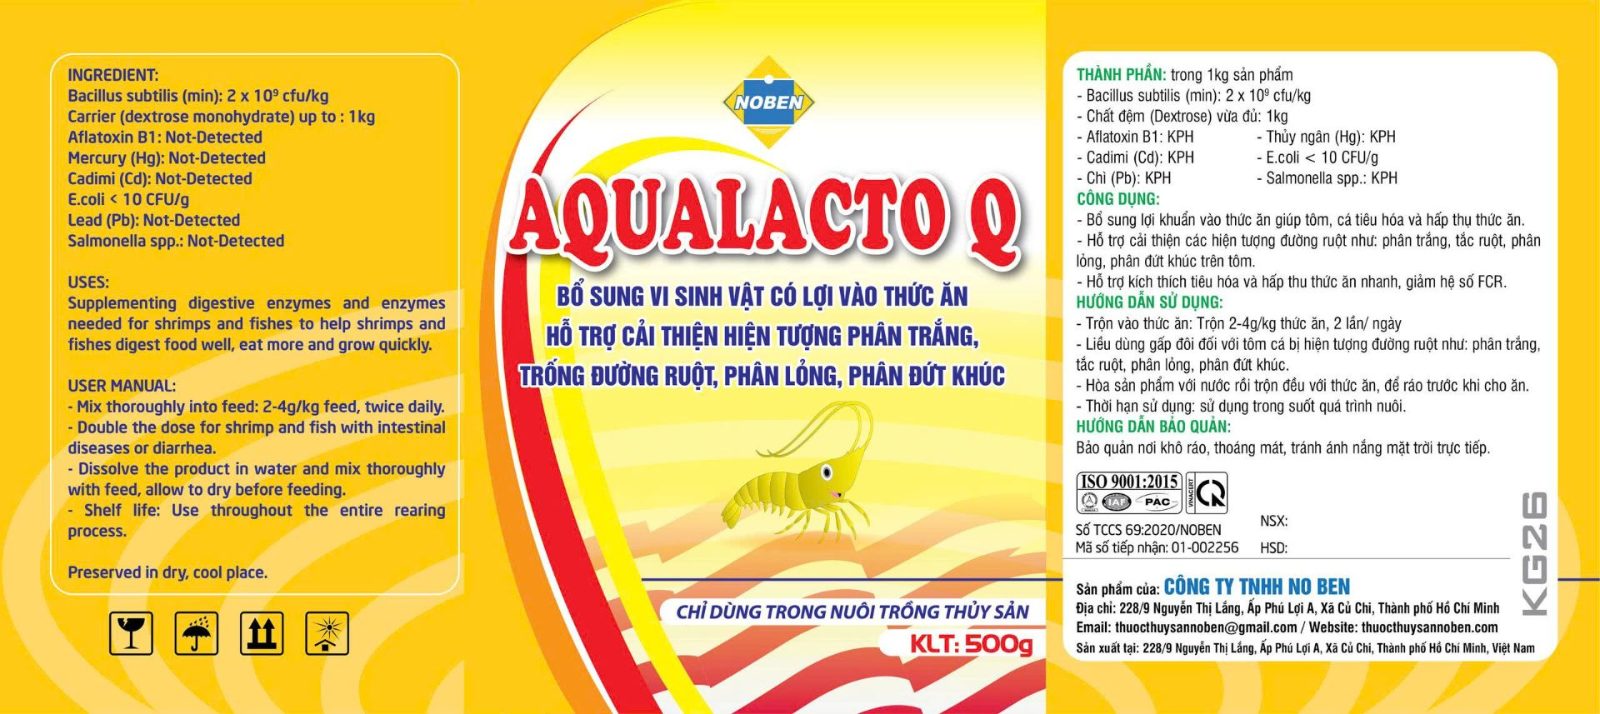 INGREDIENT:
Bacillus subtilis (min): 2 x 10⁹ cfu/kg
Carrier (dextrose monohydrate) up to : 1kg
Aflatoxin B1: Not-Detected
Mercury (Hg): Not-Detected
Cadimi (Cd): Not-Detected
E.coli < 10 CFU/g
Lead (Pb): Not-Detected
Salmonella spp.: Not-Detected
USES:
Supplementing digestive enzymes and enzymes
needed for shrimps and fishes to help shrimps and
fishes digest food well, eat more and grow quickly.
USER MANUAL:
- Mix thoroughly into feed: 2-4g/kg feed, twice daily.
- Double the dose for shrimp and fish with intestinal
diseases or diarrhea.
- Dissolve the product in water and mix thoroughly
with feed, allow to dry before feeding.
- Shelf life: Use throughout the entire rearing
process.
Preserved in dry, cool place.
NOBEN
AQUALACTO Q
BỔ SUNG VI SINH VẬT CÓ LỢI VÀO THỨC ĂN
HỖ TRỢ CẢI THIỆN HIỆN TƯỢNG PHÂN TRẮNG,
TRỐNG ĐƯỜNG RUỘT, PHÂN LỎNG, PHÂN ĐỨT KHÚC
CHỈ DÙNG TRONG NUÔI TRỒNG THỦY SẢN
KLT: 500g
THÀNH PHẦN: trong 1kg sản phẩm
- Bacillus subtilis (min): 2 x 10⁹ cfu/kg
- Chất đệm (Dextrose) vừa đủ: 1kg
- Aflatoxin B1: KPH - Thủy ngân (Hg): KPH
- Cadimi (Cd): KPH - E.coli < 10 CFU/g
- Chì (Pb): KPH - Salmonella spp.: KPH
CÔNG DỤNG:
- Bổ sung lợi khuẩn vào thức ăn giúp tôm, cá tiêu hóa và hấp thụ thức ăn.
- Hỗ trợ cải thiện các hiện tượng đường ruột như: phân trắng, tắc ruột, phân
lỏng, phân đứt khúc trên tôm.
- Hỗ trợ kích thích tiêu hóa và hấp thu thức ăn nhanh, giảm hệ số FCR.
HƯỚNG DẪN SỬ DỤNG:
- Trộn vào thức ăn: Trộn 2-4g/kg thức ăn, 2 lần/ ngày
- Liều dùng gấp đôi đối với tôm cá bị hiện tượng đường ruột như: phân trắng,
tắc ruột, phân lỏng, phân đứt khúc.
- Hòa sản phẩm với nước rồi trộn đều với thức ăn, để ráo trước khi cho ăn.
- Thời hạn sử dụng: sử dụng trong suốt quá trình nuôi.
HƯỚNG DẪN BẢO QUẢN:
Bảo quản nơi khô ráo, thoáng mát, tránh ánh nắng mặt trời trực tiếp.
ISO 9001:2015
IAF PAC
VINACERT
Số TCCS 69:2020/NOBEN
Mã số tiếp nhận: 01-002256
NSX:
HSD:
KG26
Sản phẩm của: CÔNG TY TNHH NO BEN
Địa chỉ: 228/9 Nguyễn Thị Lắng, Ấp Phú Lợi A, Xã Củ Chi, Thành phố Hồ Chí Minh
Email: thuocthuysannoben@gmail.com / Website: thuocthuysannoben.com
Sản xuất tại: 228/9 Nguyễn Thị Lắng, Ấp Phú Lợi A, Xã Củ Chi, Thành phố Hồ Chí Minh, Việt Nam